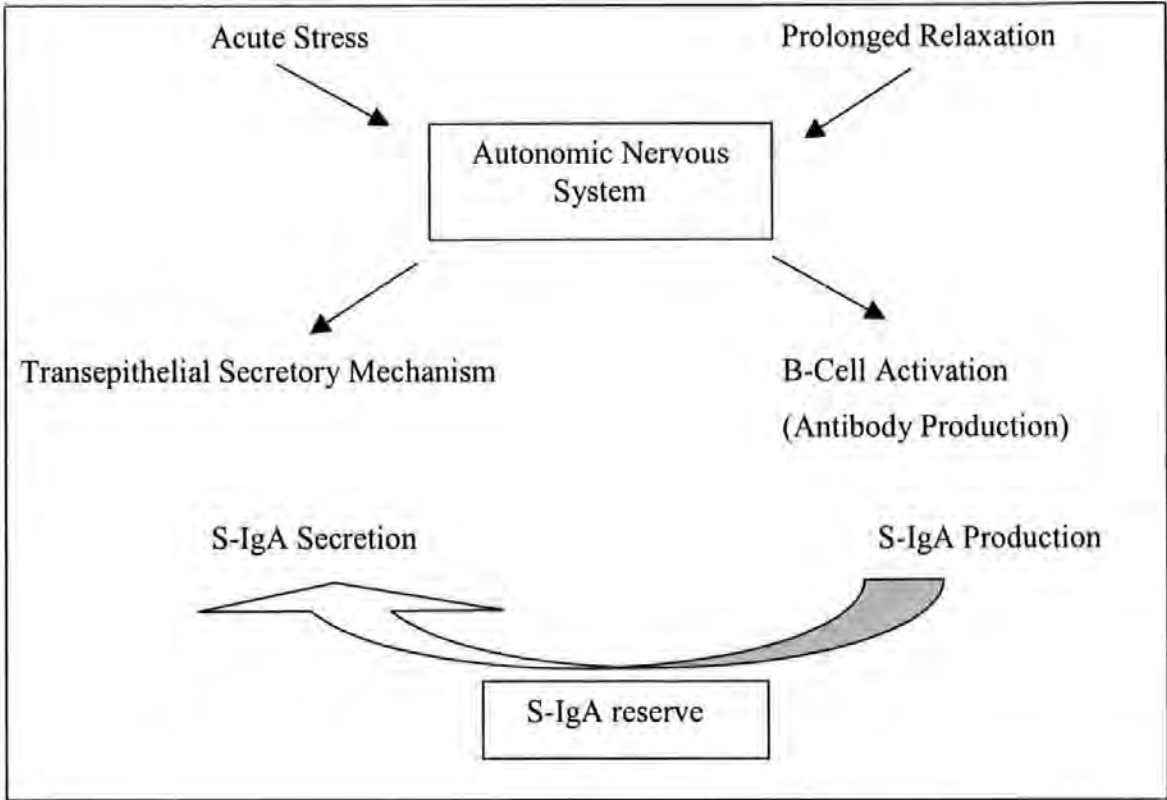 Acute Stress
Prolonged Relaxation
Autonomic Nervous
System
Transepithelial Secretory Mechanism
B-Cell Activation
(Antibody Production)
S-IgA Secretion
S-IgA Production
S-IgA reserve